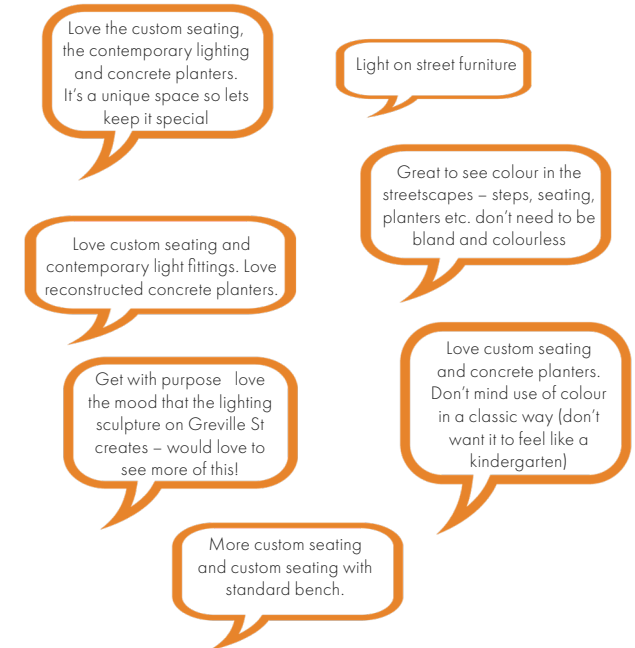 Love the custom seating,
the contemporary lighting
and concrete planters.
It's a unique space so lets
keep it special
Light on street furniture
Great to see colour in the
streetscapes – steps, seating,
planters etc. don't need to be
bland and colourless
Love custom seating and
contemporary light fittings. Love
reconstructed concrete planters.
Love custom seating
and concrete planters.
Don't mind use of colour
in a classic way (don't
want it to feel like a
kindergarten)
Get with purpose love
the mood that the lighting
sculpture on Greville St
creates – would love to
see more of this!
More custom seating
and custom seating with
standard bench.